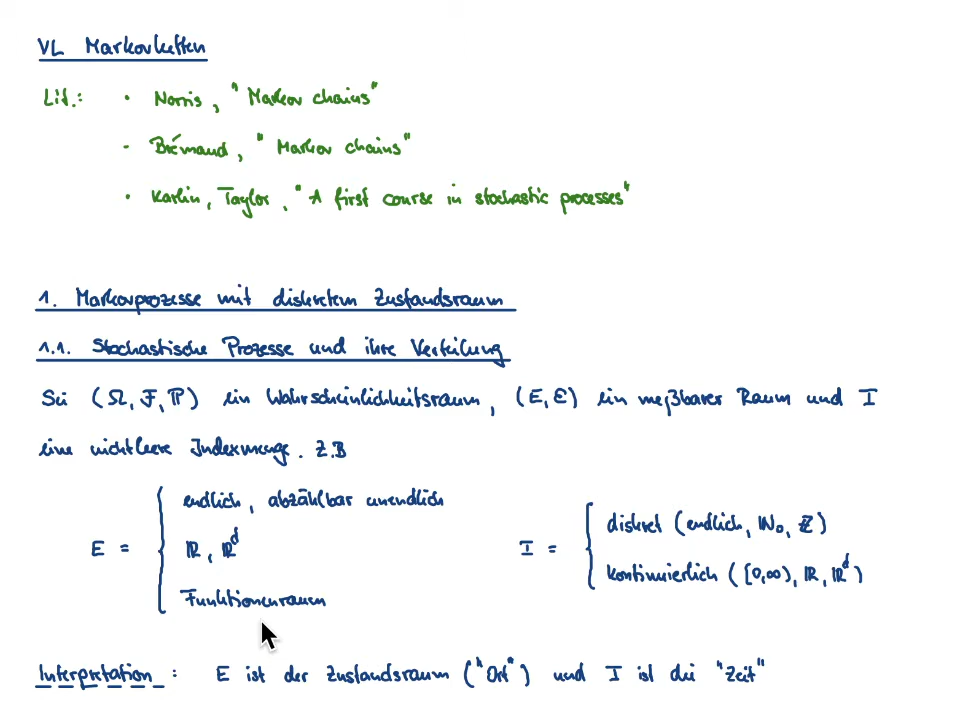 VL Markovketten
Lit.: • Norris, "Markov chains"
• Brémaud, "Markov chains"
• Karlin, Taylor, "A first course in stochastic processes"
1. Markovprozesse mit diskretem Zustandsraum
1.1. Stochastische Prozesse und ihre Verteilung
Sei (Ω, F, ℙ) ein Wahrscheinlichkeitsraum, (E, ℰ) ein meßbarer Raum und I
eine nichtleere Indexmenge. Z.B
E = { endlich, abzählbar unendlich
ℝ, ℝ^d
Funktionenraum
I = { diskret (endlich, ℕ₀, ℤ)
kontinuierlich ([0,∞), ℝ, ℝ^d)
Interpretation: E ist der Zustandsraum ("Ort") und I ist die "Zeit"